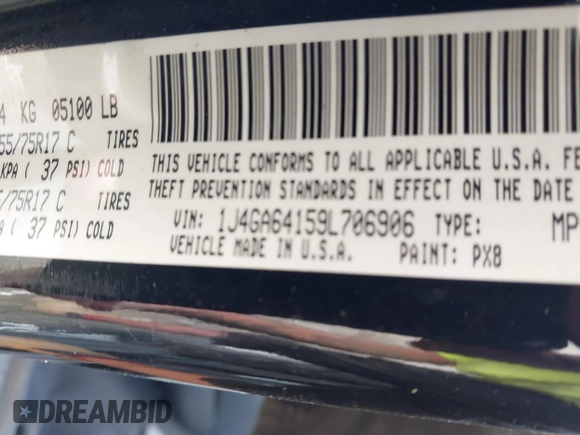 4 KG 05100 LB
55/75R17 C TIRES
KPA ( 37 PSI) COLD
5/75R17 C TIRES
PA ( 37 PSI) COLD
THIS VEHICLE CONFORMS TO ALL APPLICABLE U.S.A. FE
THEFT PREVENTION STANDARDS IN EFFECT ON THE DATE
VIN: 1J4GA64159L706906 TYPE: MP
VEHICLE MADE IN U.S.A. PAINT: PX8
DREAMBID